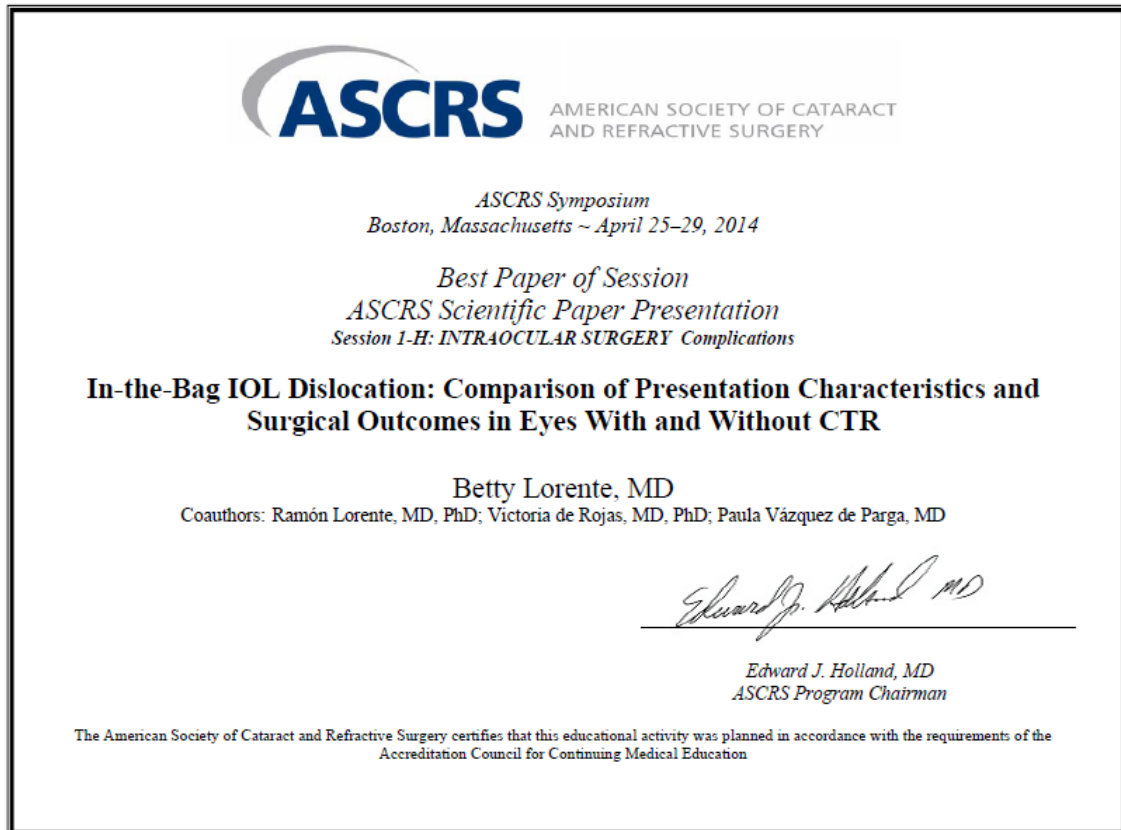 ASCRS AMERICAN SOCIETY OF CATARACT
AND REFRACTIVE SURGERY
ASCRS Symposium
Boston, Massachusetts ~ April 25–29, 2014
Best Paper of Session
ASCRS Scientific Paper Presentation
Session 1-H: INTRAOCULAR SURGERY Complications
In-the-Bag IOL Dislocation: Comparison of Presentation Characteristics and
Surgical Outcomes in Eyes With and Without CTR
Betty Lorente, MD
Coauthors: Ramón Lorente, MD, PhD; Victoria de Rojas, MD, PhD; Paula Vázquez de Parga, MD
Edward J. Holland MD
Edward J. Holland, MD
ASCRS Program Chairman
The American Society of Cataract and Refractive Surgery certifies that this educational activity was planned in accordance with the requirements of the
Accreditation Council for Continuing Medical Education